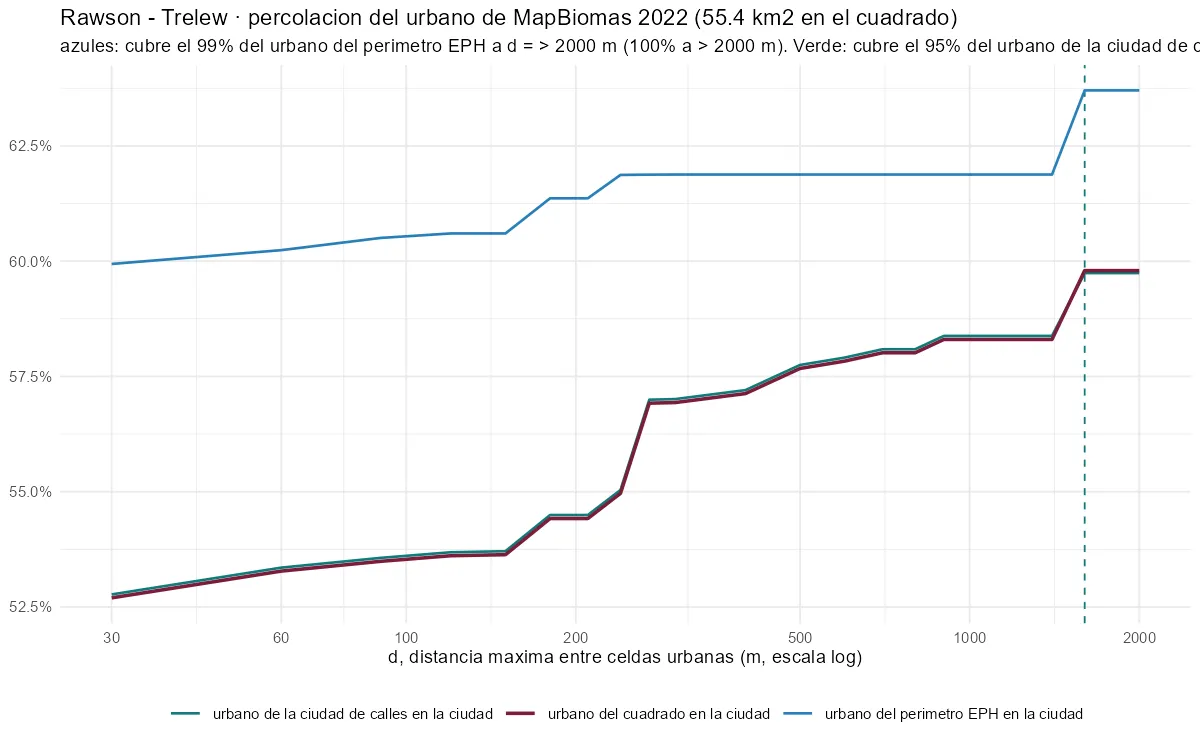 Rawson - Trelew · percolacion del urbano de MapBiomas 2022 (55.4 km2 en el cuadrado)
azules: cubre el 99% del urbano del perimetro EPH a d = > 2000 m (100% a > 2000 m). Verde: cubre el 95% del urbano de la ciudad de c
62.5%
60.0%
57.5%
55.0%
52.5%
30 60 100 200 500 1000 2000
d, distancia maxima entre celdas urbanas (m, escala log)
urbano de la ciudad de calles en la ciudad urbano del cuadrado en la ciudad urbano del perimetro EPH en la ciudad